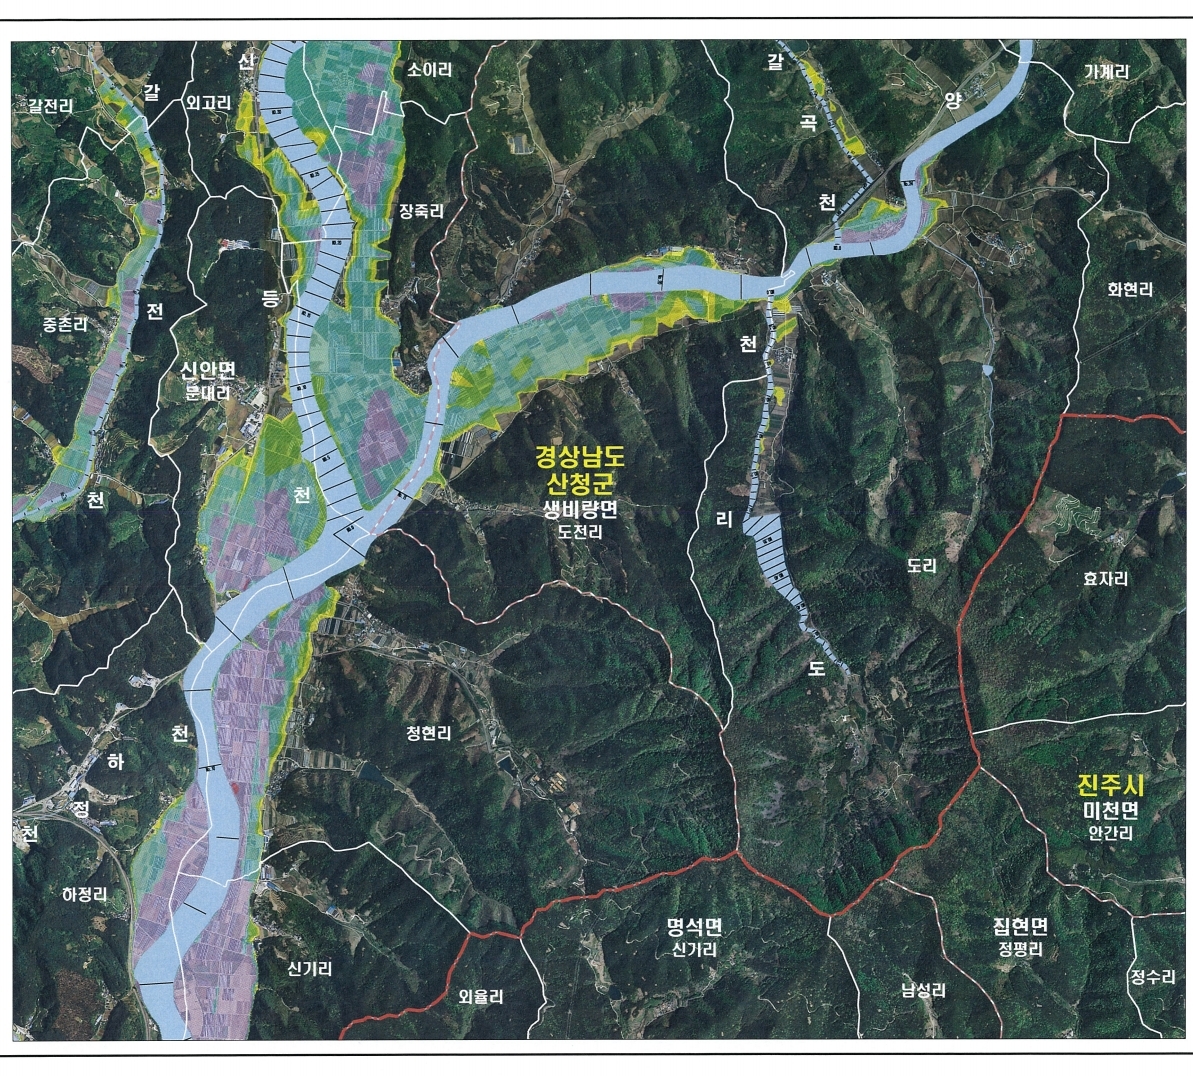 산
소이리
갈
가계리
갈전리
갈
외고리
양
곡
장죽리
천
화현리
등
전
중촌리
천
신안면
문대리
경상남도
산청군
생비량면
도전리
천
천
리
도리
효자리
도
청현리
천
하
정
천
진주시
미천면
안간리
하정리
명석면
신기리
집현면
정평리
신기리
외율리
남성리
정수리